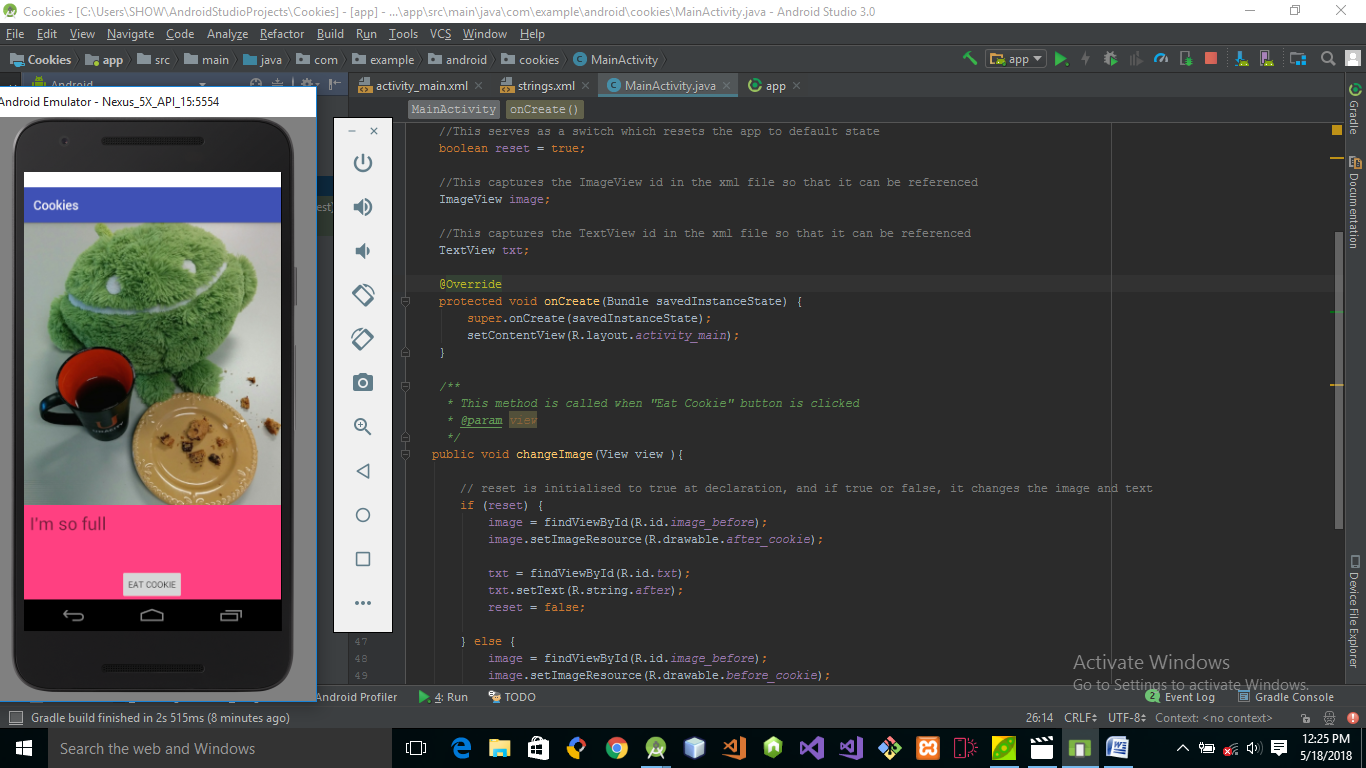 Cookies - [C:\Users\SHOW\AndroidStudioProjects\Cookies] - [app] - ...\app\src\main\java\com\example\android\cookies\MainActivity.java - Android Studio 3.0
File Edit View Navigate Code Analyze Refactor Build Run Tools VCS Window Help
Cookies app src main java com example android cookies MainActivity app
Android
activity_main.xml strings.xml MainActivity.java app
Android Emulator - Nexus_5X_API_15:5554
MainActivity onCreate()
//This serves as a switch which resets the app to default state
boolean reset = true;
//This captures the ImageView id in the xml file so that it can be referenced
ImageView image;
//This captures the TextView id in the xml file so that it can be referenced
TextView txt;
@Override
protected void onCreate(Bundle savedInstanceState) {
super.onCreate(savedInstanceState);
setContentView(R.layout.activity_main);
}
/**
* This method is called when "Eat Cookie" button is clicked
* @param view
*/
public void changeImage(View view ){
// reset is initialised to true at declaration, and if true or false, it changes the image and text
if (reset) {
image = findViewById(R.id.image_before);
image.setImageResource(R.drawable.after_cookie);
txt = findViewById(R.id.txt);
txt.setText(R.string.after);
reset = false;
47 } else {
48 image = findViewById(R.id.image_before);
49 image.setImageResource(R.drawable.before_cookie);
Cookies
I'm so full
EAT COOKIE
Gradle
Documentation
Device File Explorer
Activate Windows
Go to Settings to activate Windows.
Android Profiler 4: Run TODO 2 Event Log Gradle Console
Gradle build finished in 2s 515ms (8 minutes ago) 26:14 CRLF UTF-8 Context: <no context>
Search the web and Windows
12:25 PM
5/18/2018